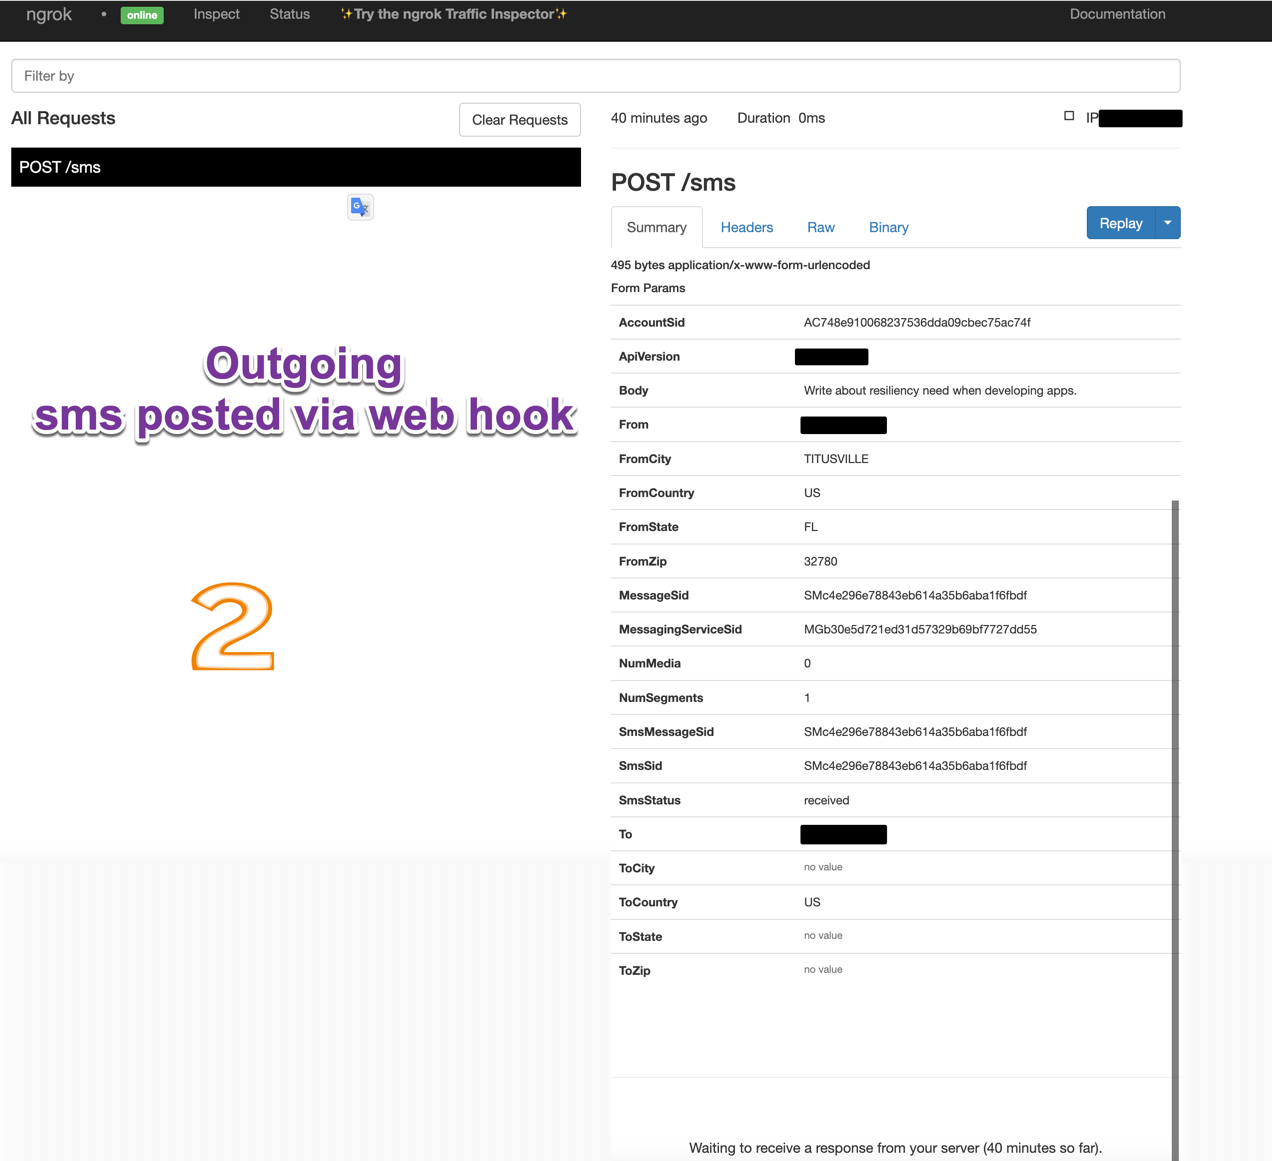 ngrok • online Inspect Status ✨Try the ngrok Traffic Inspector✨ Documentation
Filter by
All Requests
Clear Requests
POST /sms
Outgoing
sms posted via web hook
2
40 minutes ago Duration 0ms IP
POST /sms
Summary Headers Raw Binary Replay
495 bytes application/x-www-form-urlencoded
Form Params
AccountSid AC748e910068237536dda09cbec75ac74f
ApiVersion
Body Write about resiliency need when developing apps.
From
FromCity TITUSVILLE
FromCountry US
FromState FL
FromZip 32780
MessageSid SMc4e296e78843eb614a35b6aba1f6fbdf
MessagingServiceSid MGb30e5d721ed31d57329b69bf7727dd55
NumMedia 0
NumSegments 1
SmsMessageSid SMc4e296e78843eb614a35b6aba1f6fbdf
SmsSid SMc4e296e78843eb614a35b6aba1f6fbdf
SmsStatus received
To
ToCity no value
ToCountry US
ToState no value
ToZip no value
Waiting to receive a response from your server (40 minutes so far).